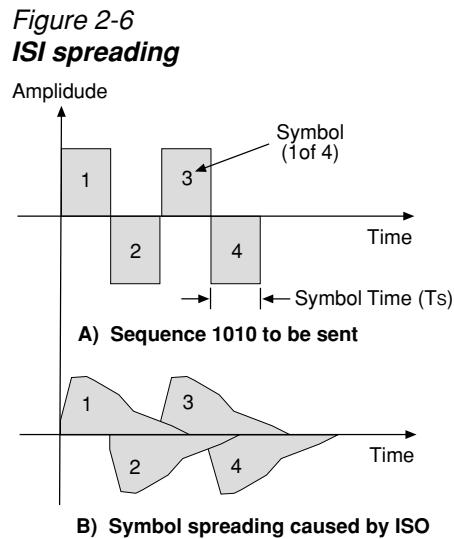 Figure 2-6
ISI spreading
Amplidude
Symbol
(1of 4)
1
3
Time
2
4
Symbol Time (Ts)
A) Sequence 1010 to be sent
1
3
Time
2
4
B) Symbol spreading caused by ISO